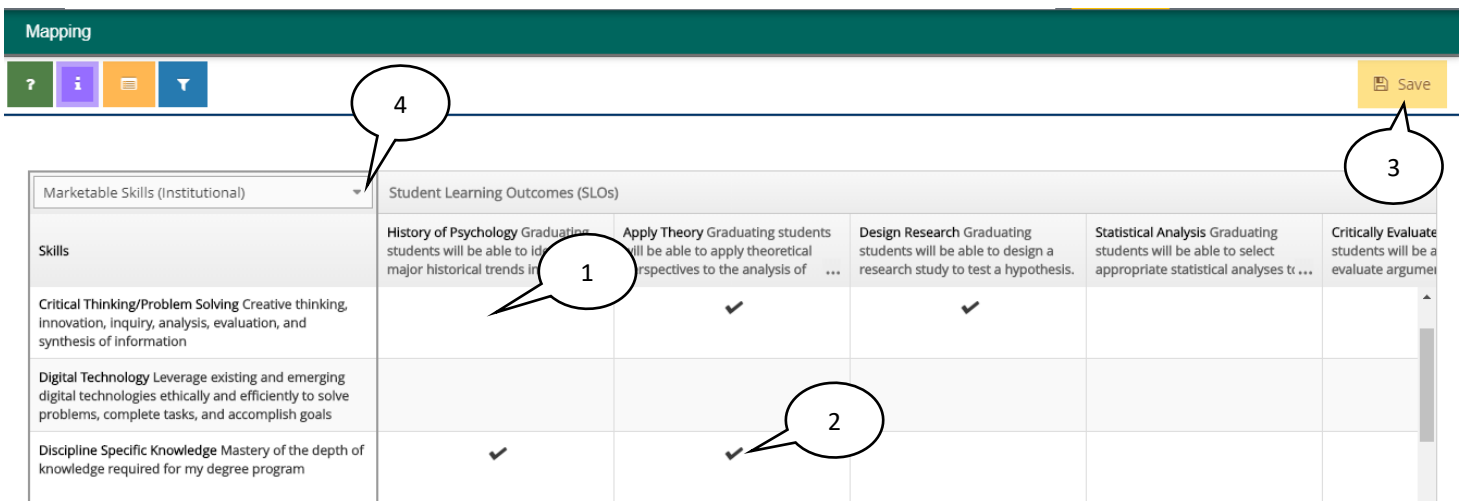 Mapping
?
i
4
Save
3
Marketable Skills (Institutional)
Student Learning Outcomes (SLOs)
Skills
History of Psychology Graduating
students will be able to
major historical trends in
Apply Theory Graduating students
will be able to apply theoretical
perspectives to the analysis of ...
Design Research Graduating
students will be able to design a
research study to test a hypothesis.
Statistical Analysis Graduating
students will be able to select
appropriate statistical analyses ...
Critically Evaluate
students will be a
evaluate
1
Critical Thinking/Problem Solving Creative thinking,
innovation, inquiry, analysis, evaluation, and
synthesis of information
Digital Technology Leverage existing and emerging
digital technologies ethically and efficiently to solve
problems, complete tasks, and accomplish goals
2
Discipline Specific Knowledge Mastery of the depth of
knowledge required for my degree program